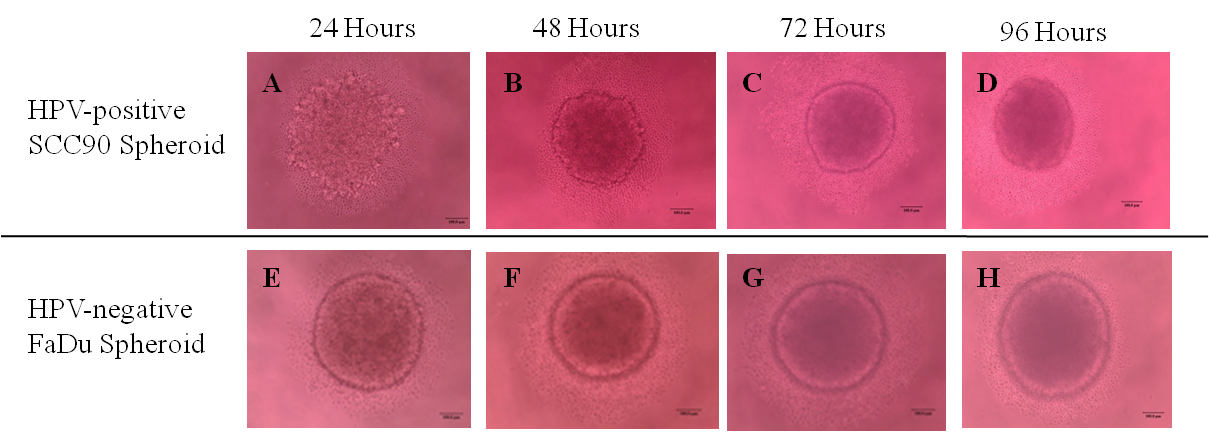 24 Hours
48 Hours
72 Hours
96 Hours
HPV-positive
SCC90 Spheroid
A
B
C
D
HPV-negative
FaDu Spheroid
E
F
G
H